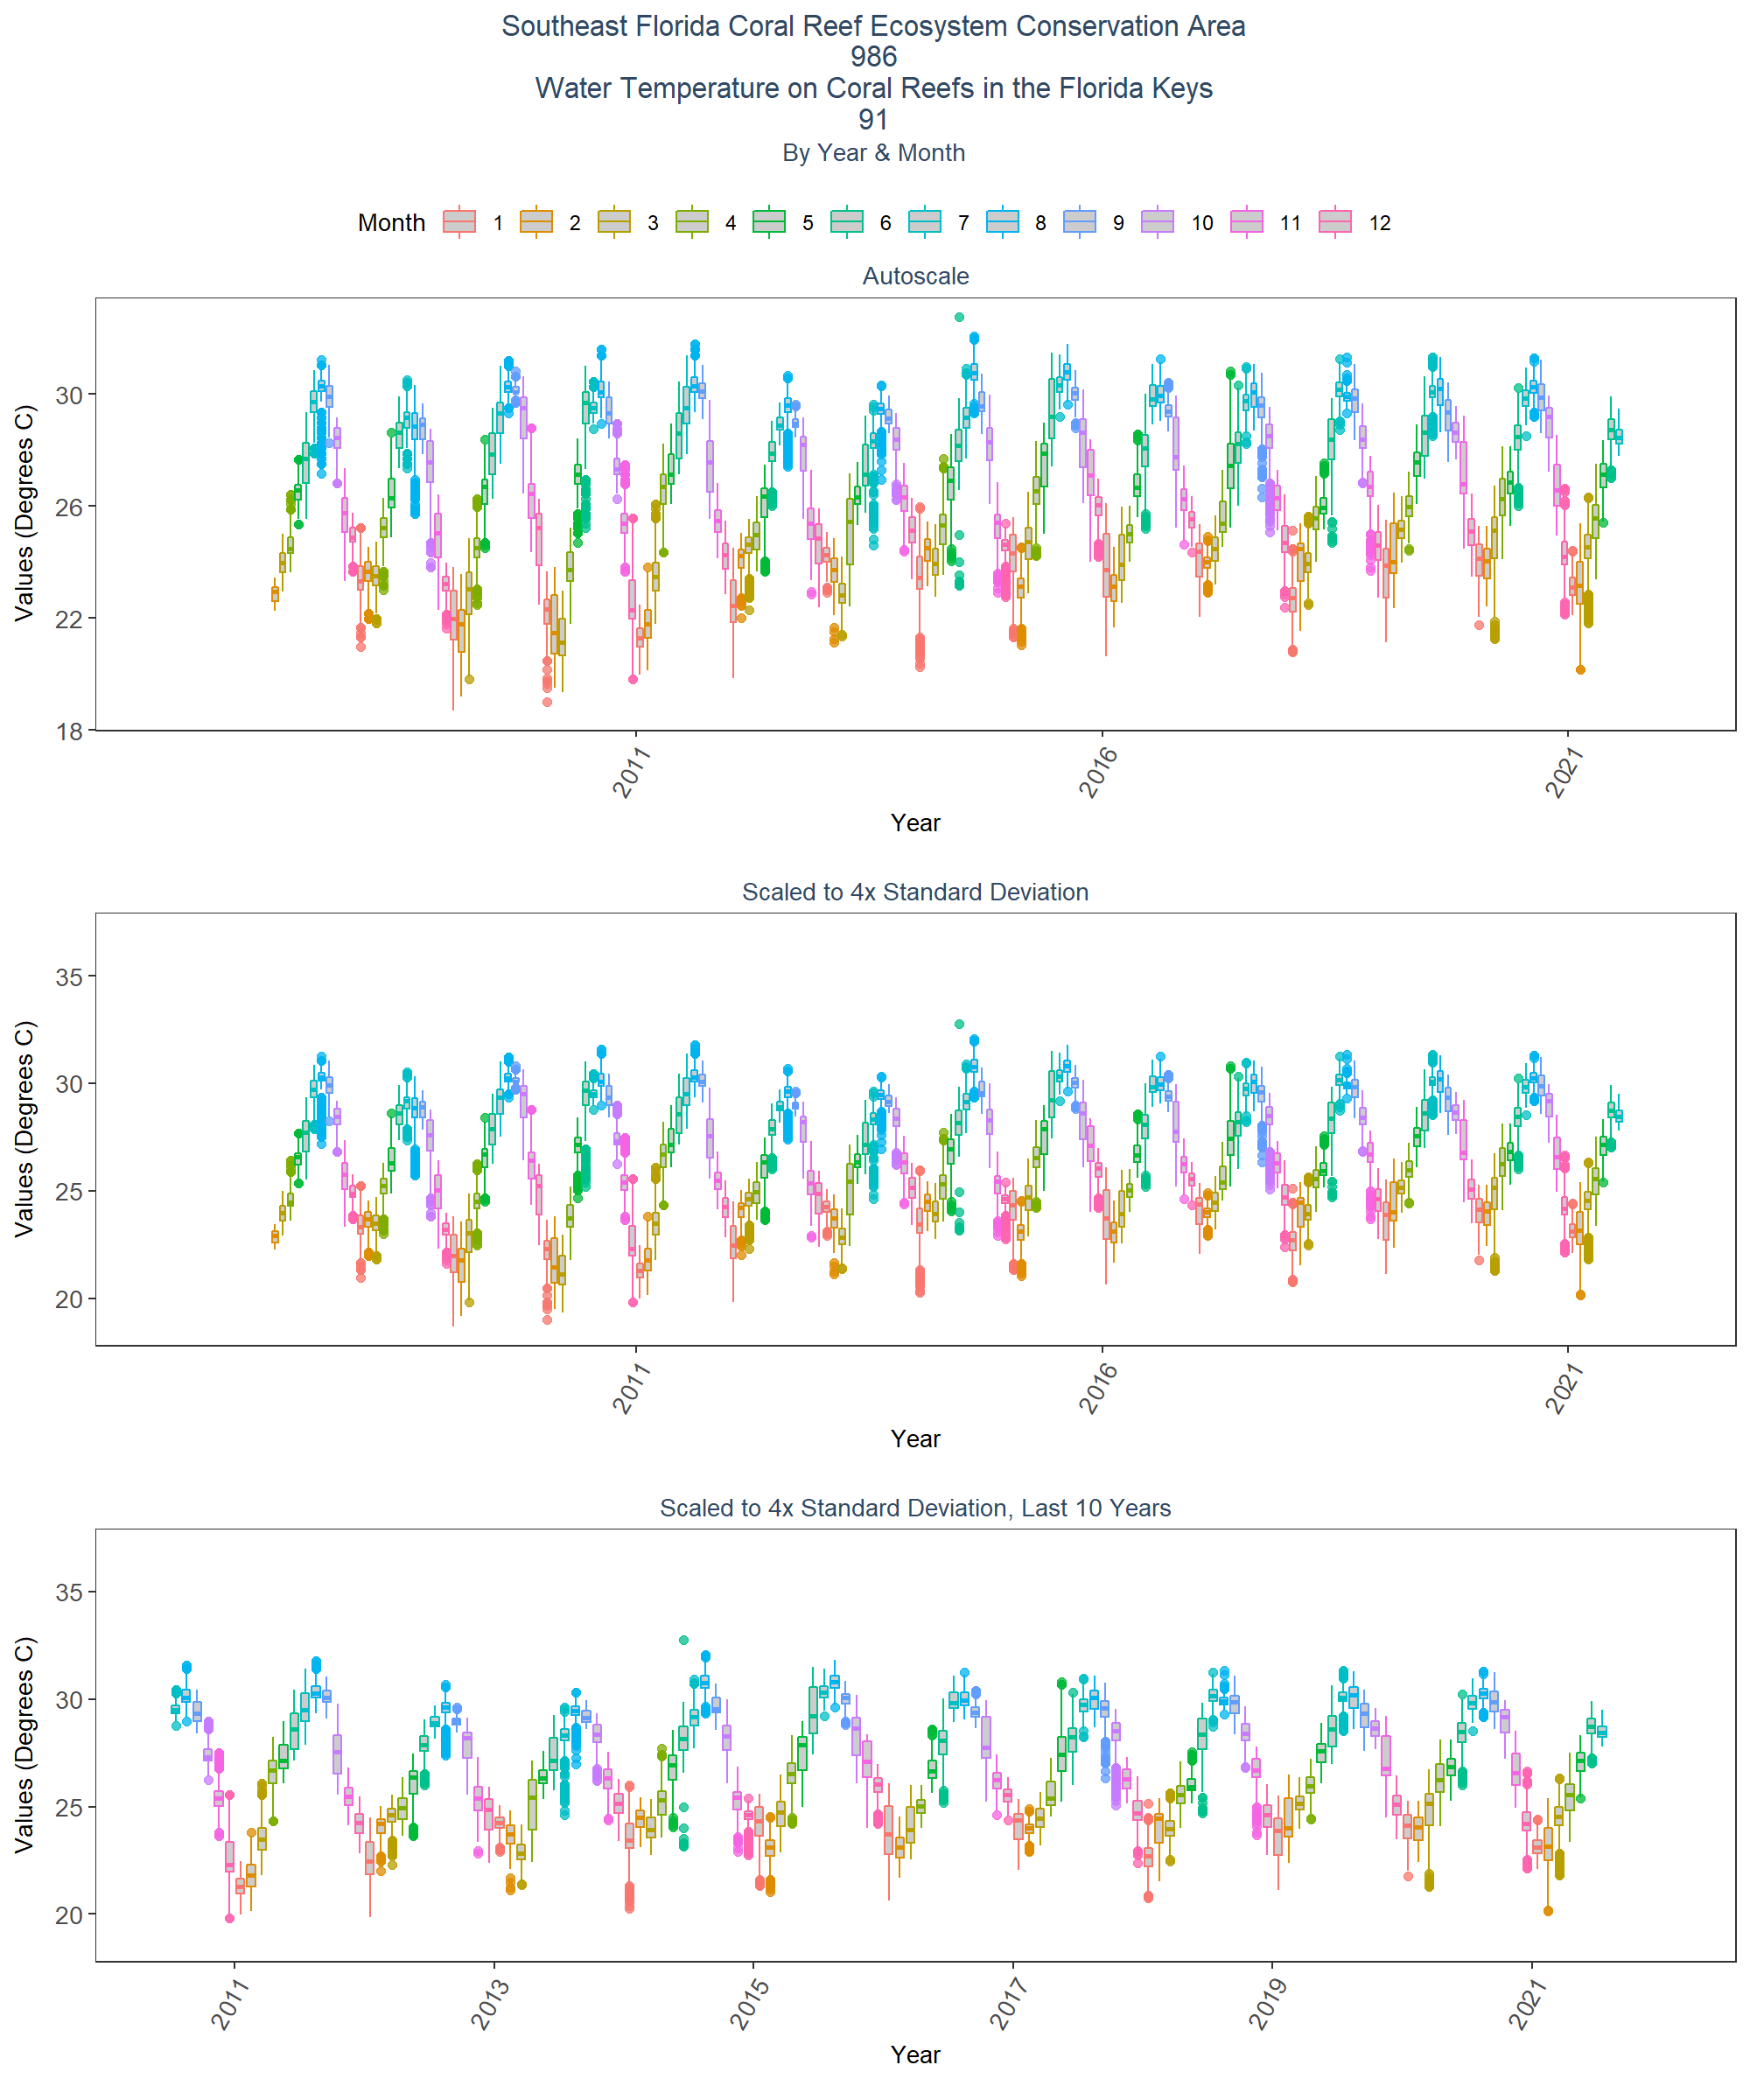 Southeast Florida Coral Reef Ecosystem Conservation Area
986
Water Temperature on Coral Reefs in the Florida Keys
91
By Year & Month
Month 1 2 3 4 5 6 7 8 9 10 11 12
Autoscale
Values (Degrees C)
30
26
22
18
2011 2016 2021
Year
Scaled to 4x Standard Deviation
Values (Degrees C)
35
30
25
20
2011 2016 2021
Year
Scaled to 4x Standard Deviation, Last 10 Years
Values (Degrees C)
35
30
25
20
2011 2013 2015 2017 2019 2021
Year